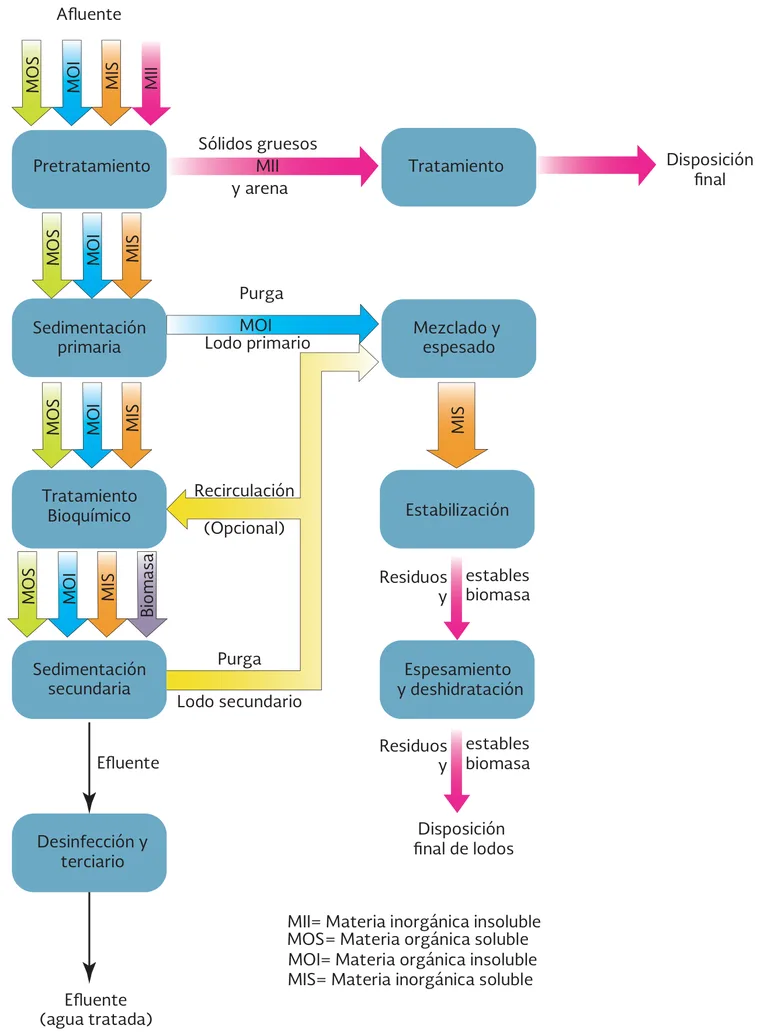 Afluente
MOS
MOI
MIS
MII
Pretratamiento
Sólidos gruesos
MII
y arena
Tratamiento
Disposición
final
MOS
MOI
MIS
Sedimentación
primaria
Purga
MOI
Lodo primario
Mezclado y
espesado
MOS
MOI
MIS
MIS
Tratamiento
Bioquímico
Recirculación
(Opcional)
Estabilización
MOS
MOI
MIS
Biomasa
Residuos estables
y biomasa
Sedimentación
secundaria
Purga
Lodo secundario
Espesamiento
y deshidratación
Efluente
Residuos estables
y biomasa
Desinfección y
terciario
Disposición
final de lodos
MII= Materia inorgánica insoluble
MOS= Materia orgánica soluble
MOI= Materia orgánica insoluble
MIS= Materia inorgánica soluble
Efluente
(agua tratada)